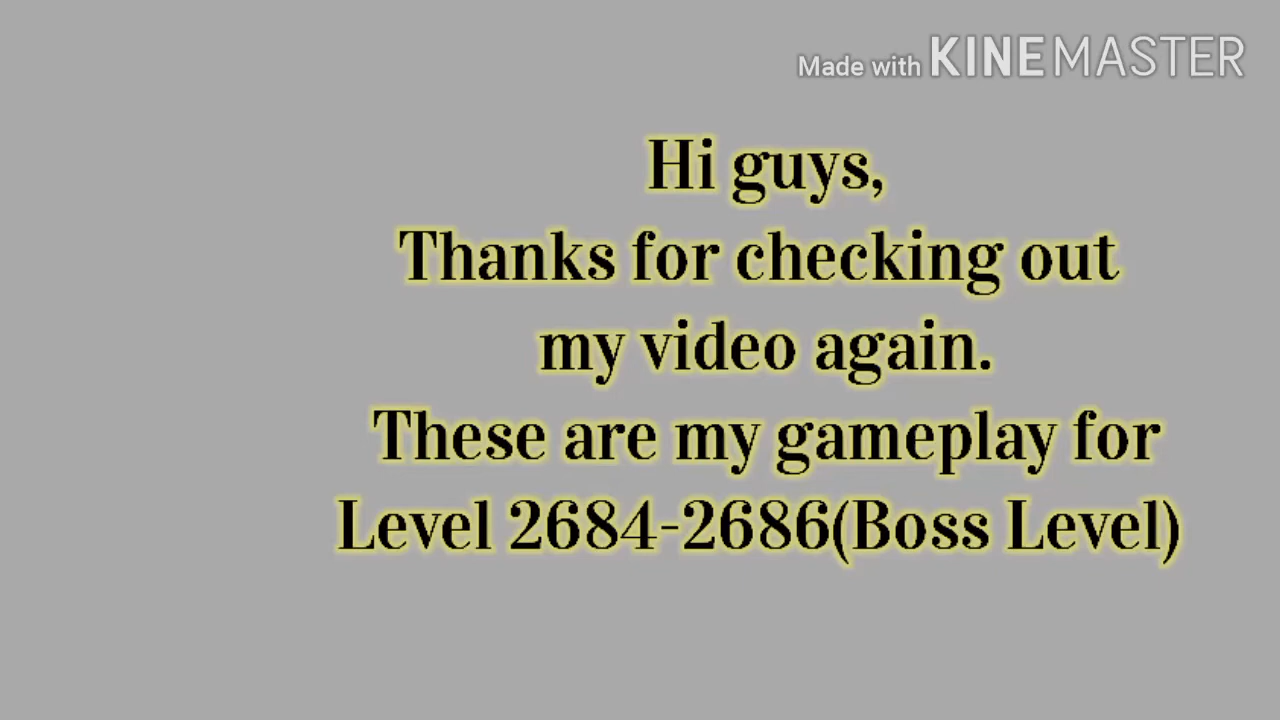 Made with KINEMASTER
Hi guys,
Thanks for checking out
my video again.
These are my gameplay for
Level 2684-2686(Boss Level)